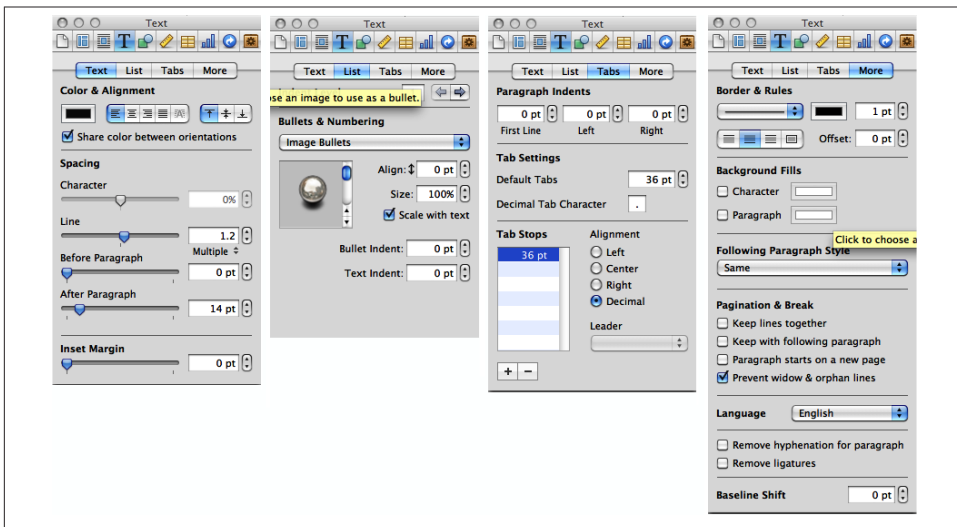 Text
Text List Tabs More
Color & Alignment
Share color between orientations
Spacing
Character
0%
Line
1.2
Multiple
Before Paragraph
0 pt
After Paragraph
14 pt
Inset Margin
0 pt
Text
Text List Tabs More
ose an image to use as a bullet.
Bullets & Numbering
Image Bullets
Align: 0 pt
Size: 100%
Scale with text
Bullet Indent: 0 pt
Text Indent: 0 pt
Text
Text List Tabs More
Paragraph Indents
0 pt 0 pt 0 pt
First Line Left Right
Tab Settings
Default Tabs 36 pt
Decimal Tab Character .
Tab Stops Alignment
36 pt
Left
Center
Right
Decimal
Leader
+ −
Text
Text List Tabs More
Border & Rules
1 pt
Offset: 0 pt
Background Fills
Character
Paragraph
Click to choose a
Following Paragraph Style
Same
Pagination & Break
Keep lines together
Keep with following paragraph
Paragraph starts on a new page
Prevent widow & orphan lines
Language English
Remove hyphenation for paragraph
Remove ligatures
Baseline Shift 0 pt